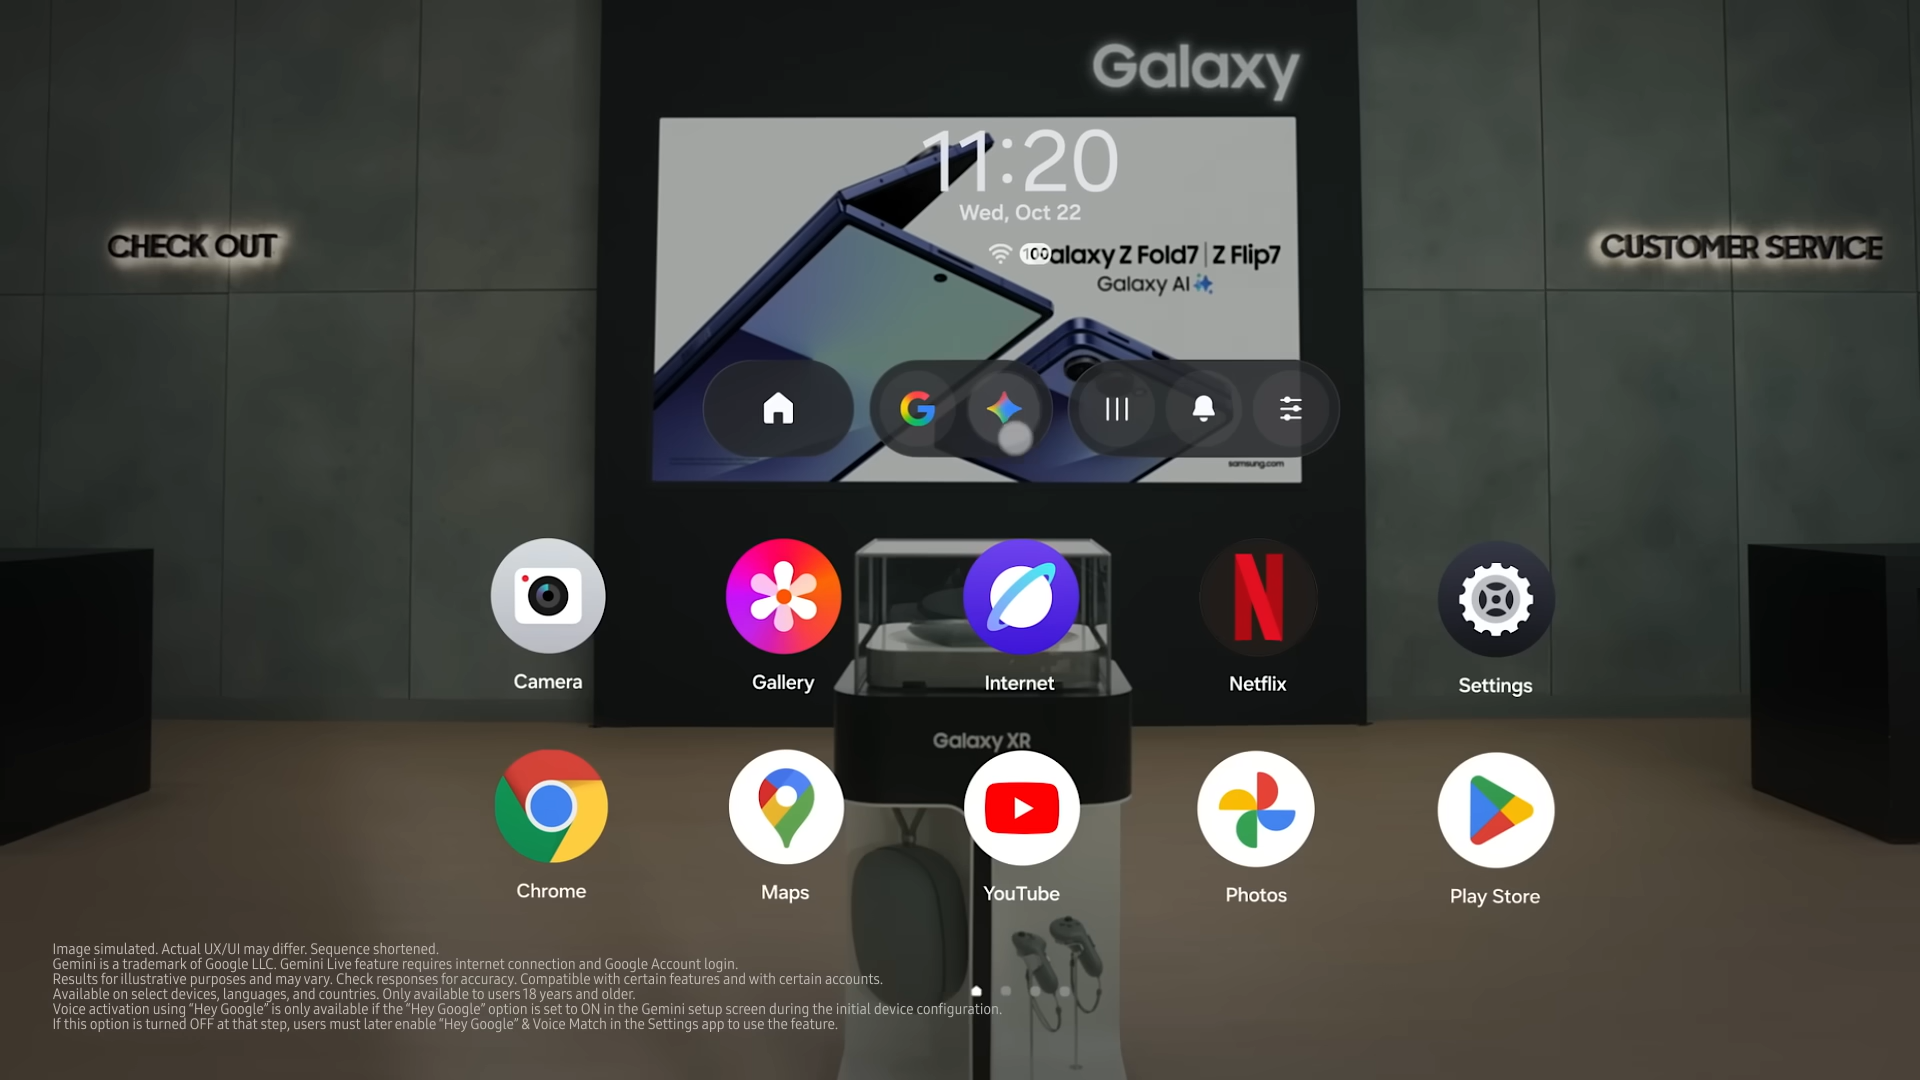 Galaxy
11:20
Wed, Oct 22
100
alaxy Z Fold7 | Z Flip7
Galaxy AI
CHECK OUT
CUSTOMER SERVICE
samsung.com
Camera
Gallery
Internet
Netflix
Settings
Galaxy XR
Chrome
Maps
YouTube
Photos
Play Store
Image simulated. Actual UX/UI may differ. Sequence shortened.
Gemini is a trademark of Google LLC. Gemini Live feature requires internet connection and Google Account login.
Results for illustrative purposes and may vary. Check responses for accuracy. Compatible with certain features and with certain accounts.
Available on select devices, languages, and countries. Only available to users 18 years and older.
Voice activation using “Hey Google” is only available if the “Hey Google” option is set to ON in the Gemini setup screen during the initial device configuration.
If this option is turned OFF at that step, users must later enable “Hey Google” & Voice Match in the Settings app to use the feature.